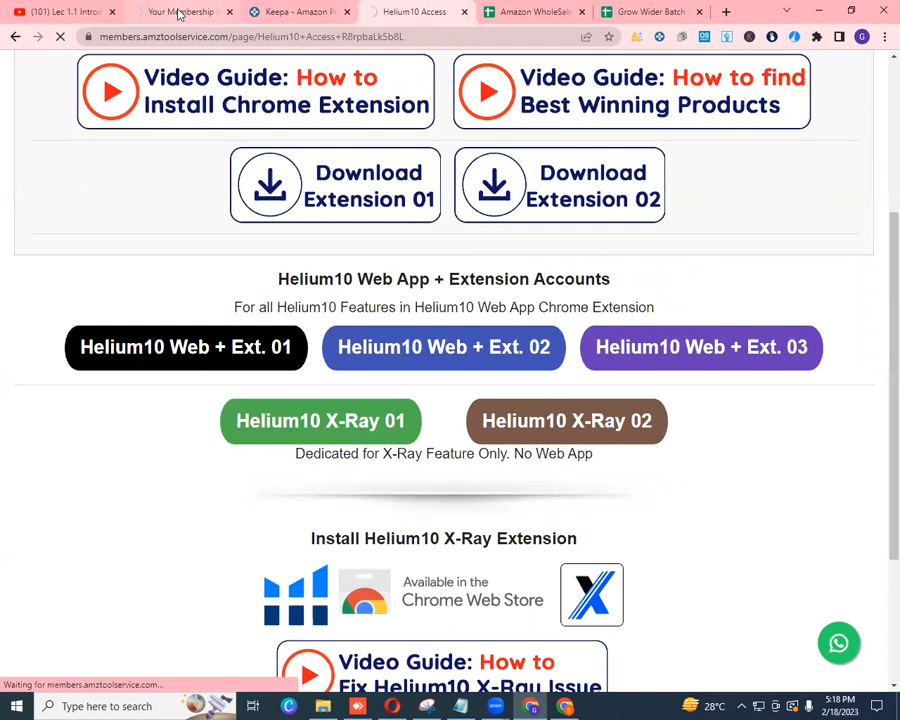 (101) Lec 1.1 Introd
Your Membership I
Keepa - Amazon P
Helium10 Access
Amazon WholeSale
Grow Wider Batch
members.amztoolservice.com/page/Helium10+Access+R8rpbaLk5b8L
G
Video Guide: How to
Install Chrome Extension
Video Guide: How to find
Best Winning Products
Download
Extension 01
Download
Extension 02
Helium10 Web App + Extension Accounts
For all Helium10 Features in Helium10 Web App Chrome Extension
Helium10 Web + Ext. 01
Helium10 Web + Ext. 02
Helium10 Web + Ext. 03
Helium10 X-Ray 01
Helium10 X-Ray 02
Dedicated for X-Ray Feature Only. No Web App
Install Helium10 X-Ray Extension
Available in the
Chrome Web Store
X
Video Guide: How to
Fix Helium10 X-Ray Issue
Waiting for members.amztoolservice.com...
Type here to search
zoom
28°C
5:18 PM
2/18/2023